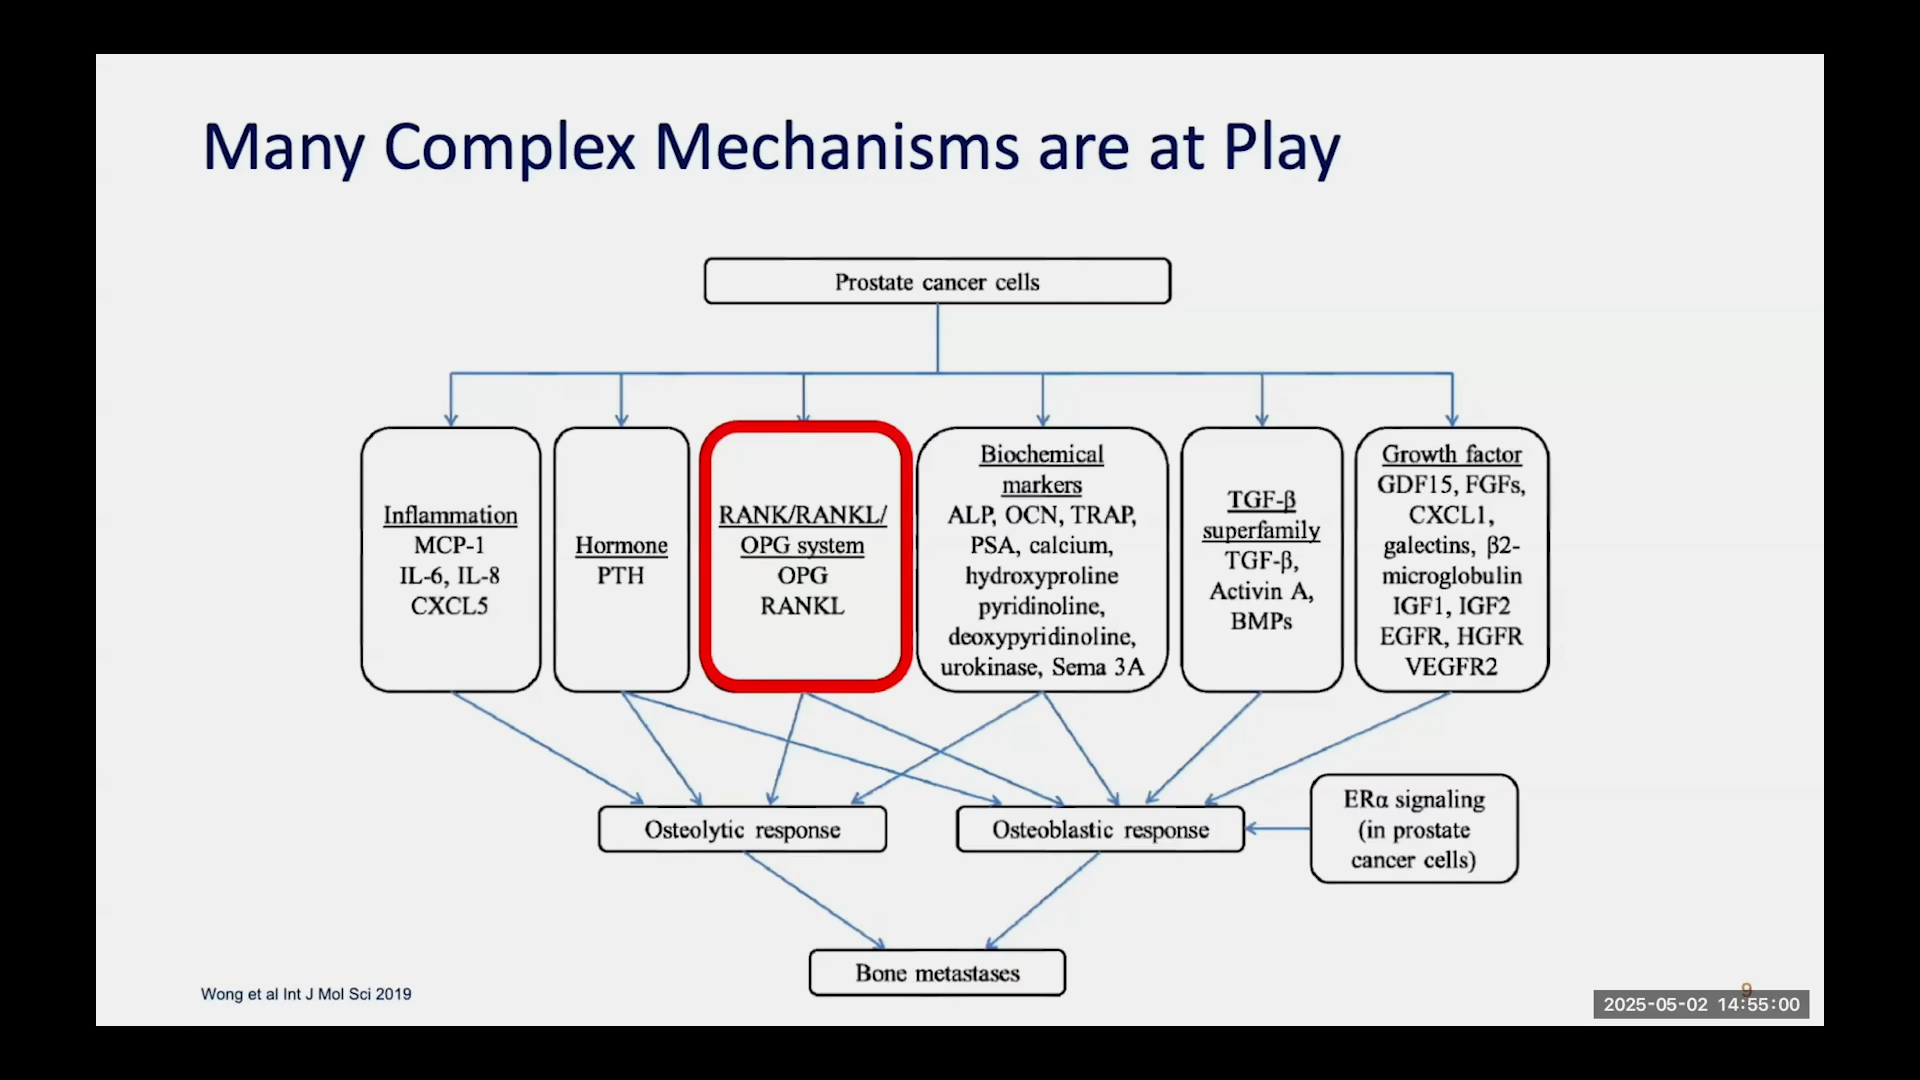 Many Complex Mechanisms are at Play
Prostate cancer cells
Inflammation
MCP-1
IL-6, IL-8
CXCL5
Hormone
PTH
RANK/RANKL/
OPG system
OPG
RANKL
Biochemical
markers
ALP, OCN, TRAP,
PSA, calcium,
hydroxyproline
pyridinoline,
deoxypyridinoline,
urokinase, Sema 3A
TGF-β
superfamily
TGF-β,
Activin A,
BMPs
Growth factor
GDF15, FGFs,
CXCL1,
galectins, β2-
microglobulin
IGF1, IGF2
EGFR, HGFR
VEGFR2
Osteolytic response
Osteoblastic response
ERα signaling
(in prostate
cancer cells)
Bone metastases
Wong et al Int J Mol Sci 2019
9
2025-05-02 14:55:00